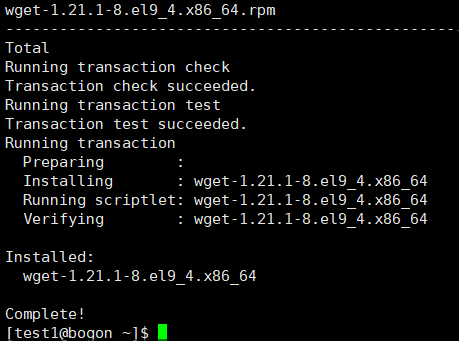 wget-1.21.1-8.el9_4.x86_64.rpm
--------------------------------------------------------
Total
Running transaction check
Transaction check succeeded.
Running transaction test
Transaction test succeeded.
Running transaction
  Preparing        :
  Installing       : wget-1.21.1-8.el9_4.x86_64
  Running scriptlet: wget-1.21.1-8.el9_4.x86_64
  Verifying        : wget-1.21.1-8.el9_4.x86_64
Installed:
  wget-1.21.1-8.el9_4.x86_64
Complete!
[test1@bogon ~]$